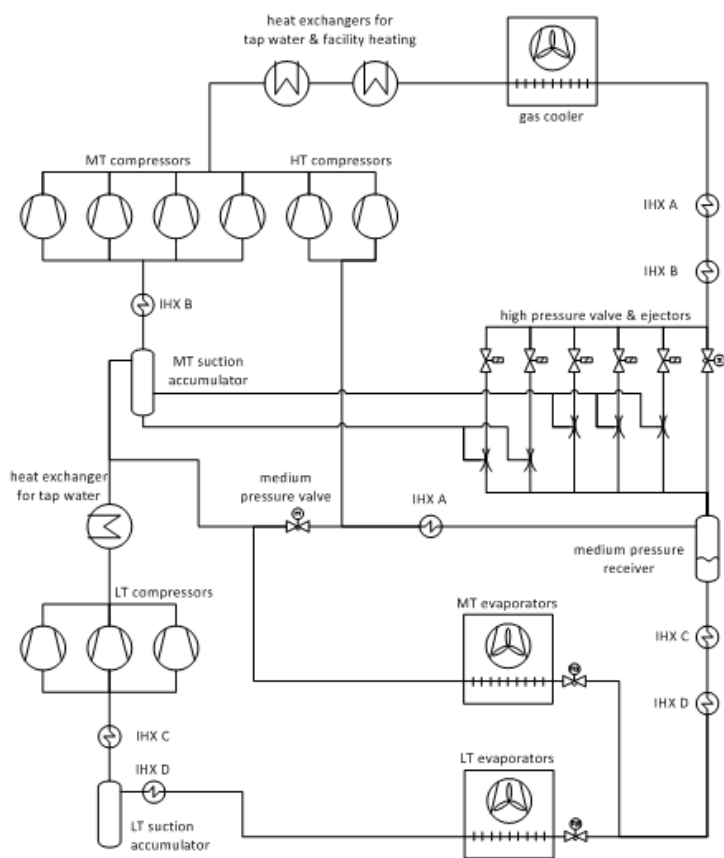 heat exchangers for
tap water & facility heating
gas cooler
MT compressors
HT compressors
IHX A
IHX B
IHX B
high pressure valve & ejectors
MT suction
accumulator
heat exchanger
for tap water
medium
pressure valve
IHX A
medium pressure
receiver
LT compressors
MT evaporators
IHX C
IHX D
IHX C
IHX D
LT evaporators
LT suction
accumulator